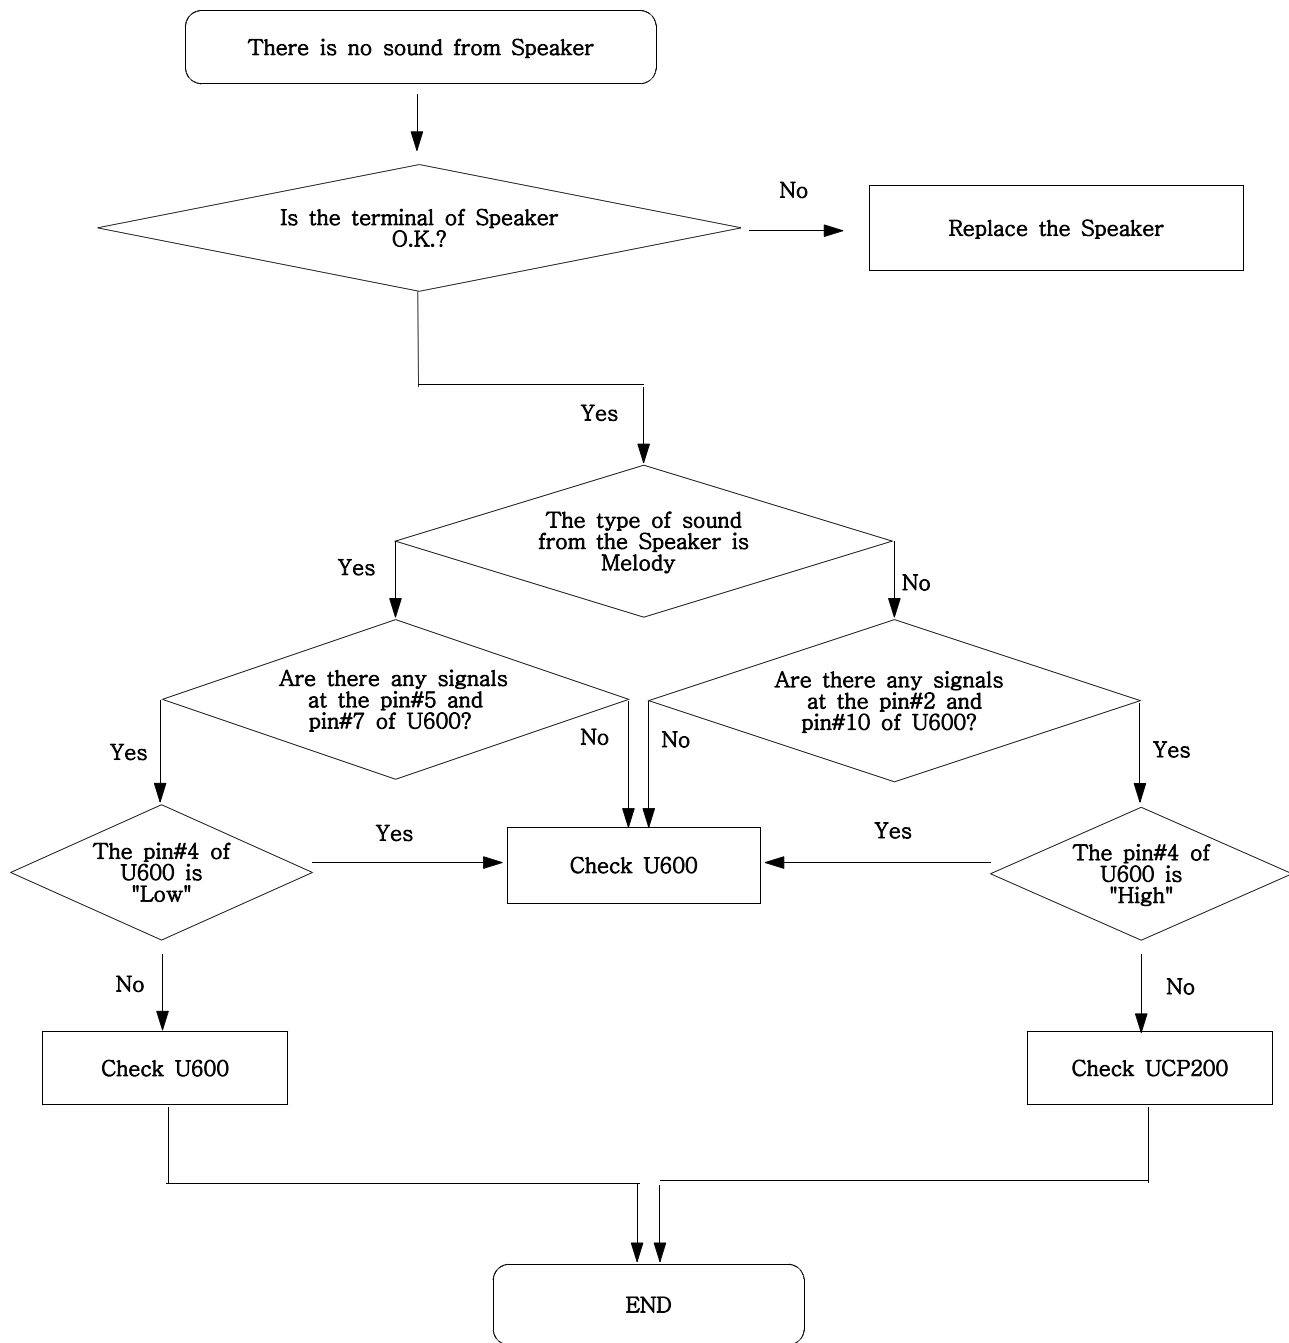 There is no sound from Speaker
Is the terminal of Speaker
O.K.?
No
Replace the Speaker
Yes
The type of sound
from the Speaker is
Melody
Yes
No
Are there any signals
at the pin#5 and
pin#7 of U600?
Are there any signals
at the pin#2 and
pin#10 of U600?
No
No
Yes
Yes
The pin#4 of
U600 is
"Low"
Yes
Check U600
Yes
The pin#4 of
U600 is
"High"
No
No
Check U600
Check UCP200
END